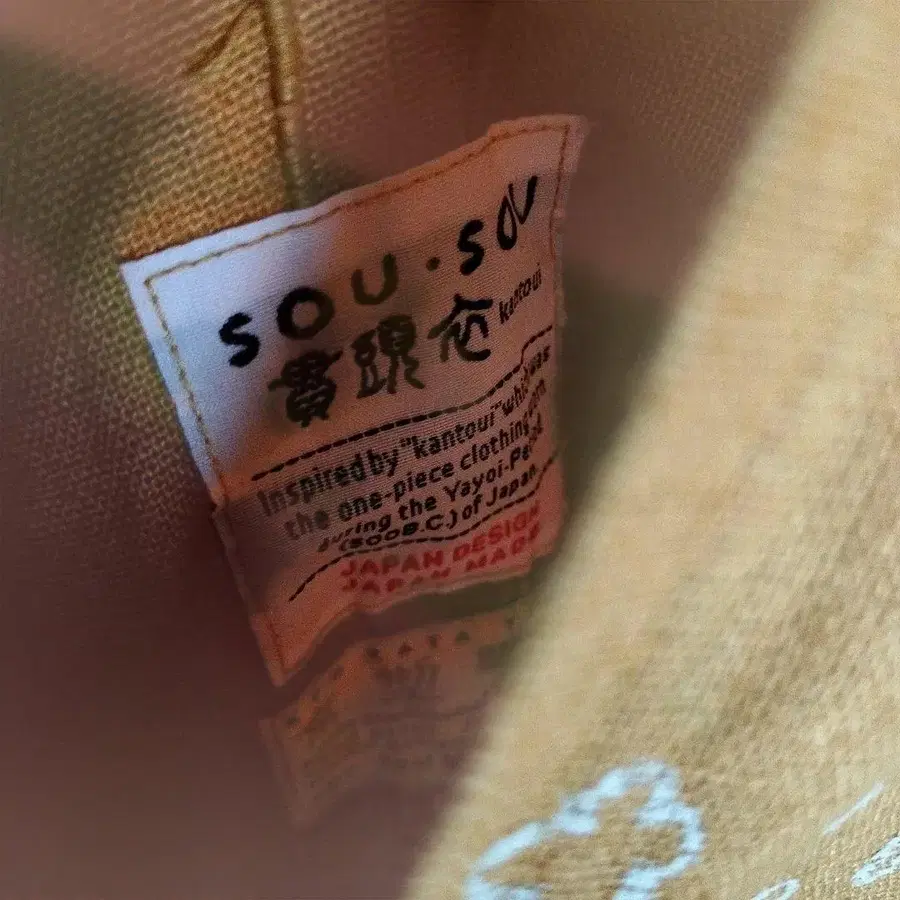 SOU・SOU
貫頭衣 kantoui
Inspired by "kantoui" which was
the one-piece clothing worn
during the Yayoi-Period
(500B.C.) of Japan.
JAPAN DESIGN
JAPAN MADE